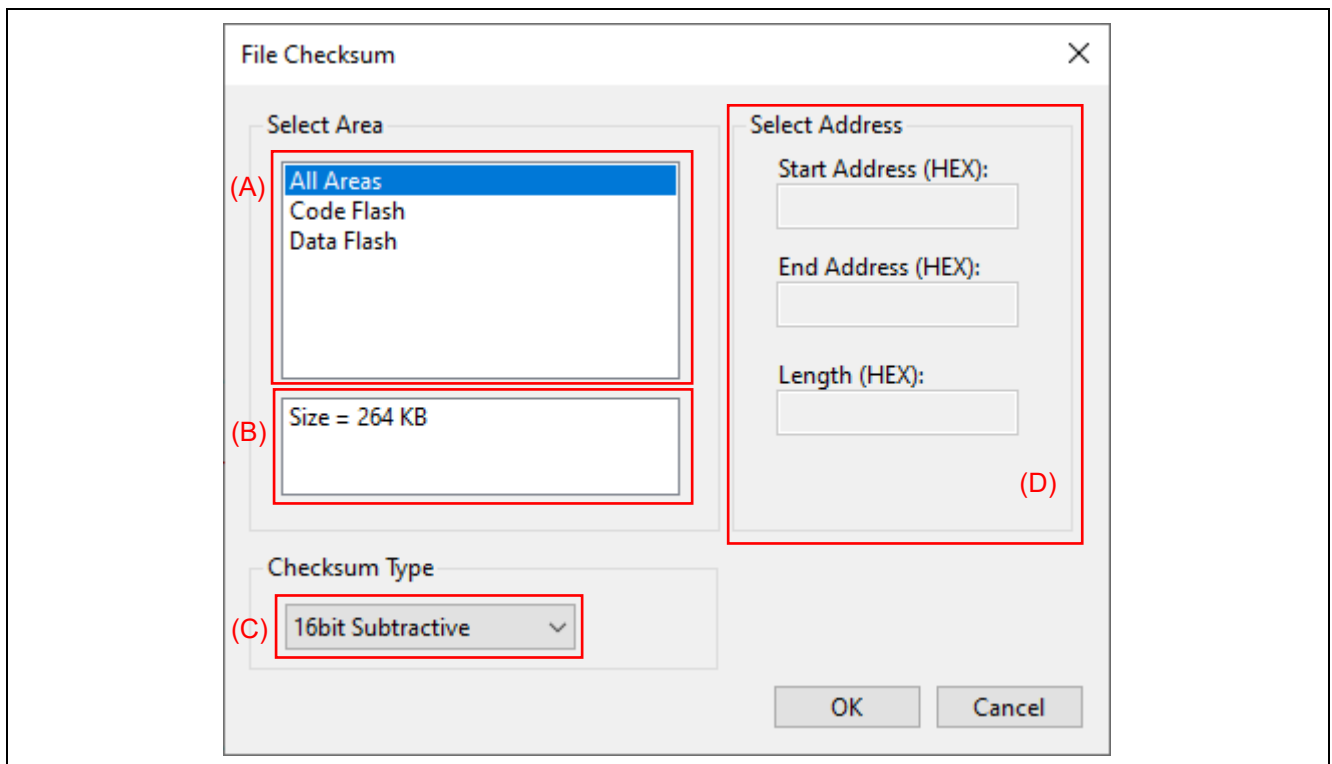 File Checksum
Select Area
(A)
All Areas
Code Flash
Data Flash
(B)
Size = 264 KB
Checksum Type
(C)
16bit Subtractive
Select Address
Start Address (HEX):
End Address (HEX):
Length (HEX):
(D)
OK
Cancel